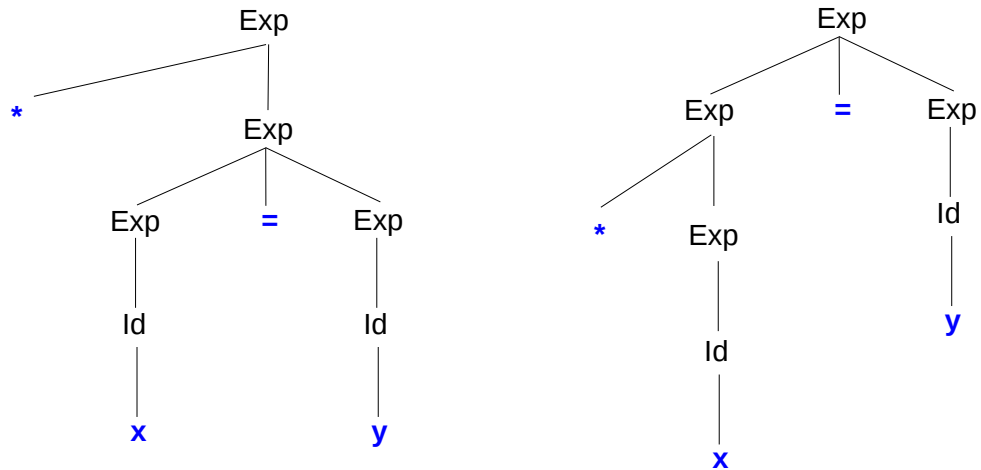 Exp
*
Exp
Exp = Exp
Id Id
x y
Exp
Exp = Exp
*
Exp
Id
Id
y
x